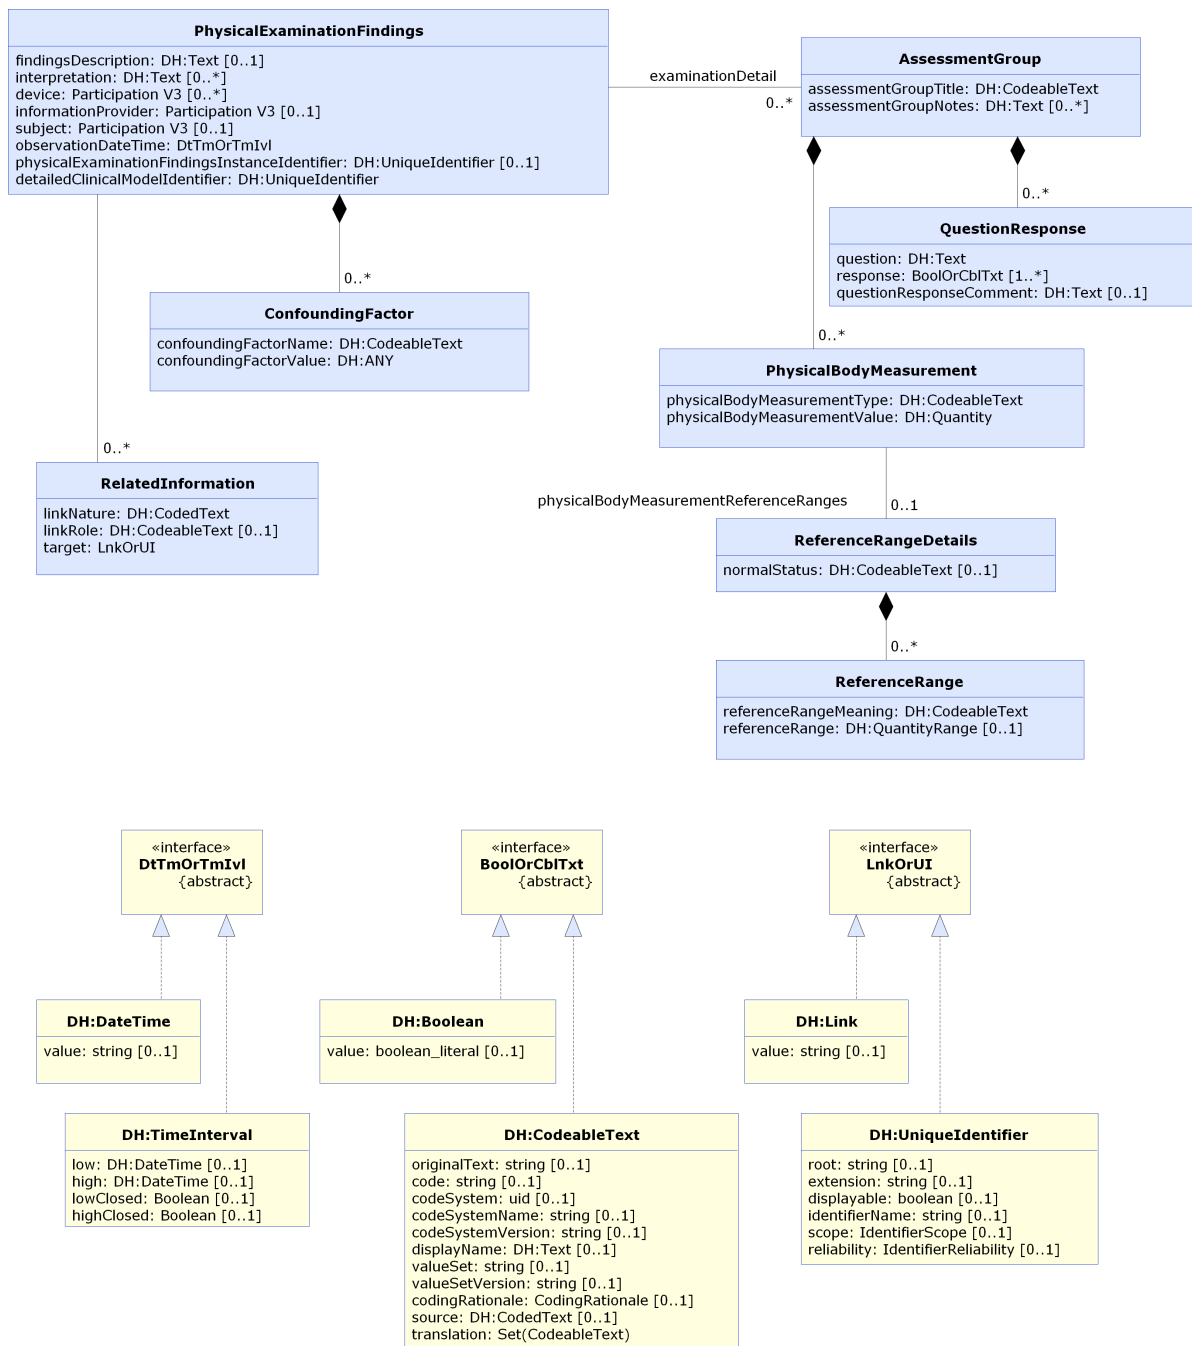 PhysicalExaminationFindings
findingsDescription: DH:Text [0..1]
interpretation: DH:Text [0..*]
device: Participation V3 [0..*]
informationProvider: Participation V3 [0..1]
subject: Participation V3 [0..1]
observationDateTime: DtTmOrTmIvl
physicalExaminationFindingsInstanceIdentifier: DH:UniqueIdentifier [0..1]
detailedClinicalModelIdentifier: DH:UniqueIdentifier
examinationDetail
0..*
AssessmentGroup
assessmentGroupTitle: DH:CodeableText
assessmentGroupNotes: DH:Text [0..*]
0..*
QuestionResponse
question: DH:Text
response: BoolOrCblTxt [1..*]
questionResponseComment: DH:Text [0..1]
0..*
ConfoundingFactor
confoundingFactorName: DH:CodeableText
confoundingFactorValue: DH:ANY
0..*
PhysicalBodyMeasurement
physicalBodyMeasurementType: DH:CodeableText
physicalBodyMeasurementValue: DH:Quantity
0..*
RelatedInformation
linkNature: DH:CodedText
linkRole: DH:CodeableText [0..1]
target: LnkOrUI
physicalBodyMeasurementReferenceRanges
0..1
ReferenceRangeDetails
normalStatus: DH:CodeableText [0..1]
0..*
ReferenceRange
referenceRangeMeaning: DH:CodeableText
referenceRange: DH:QuantityRange [0..1]
«interface»
DtTmOrTmIvl
{abstract}
«interface»
BoolOrCblTxt
{abstract}
«interface»
LnkOrUI
{abstract}
DH:DateTime
value: string [0..1]
DH:Boolean
value: boolean_literal [0..1]
DH:Link
value: string [0..1]
DH:TimeInterval
low: DH:DateTime [0..1]
high: DH:DateTime [0..1]
lowClosed: Boolean [0..1]
highClosed: Boolean [0..1]
DH:CodeableText
originalText: string [0..1]
code: string [0..1]
codeSystem: uid [0..1]
codeSystemName: string [0..1]
codeSystemVersion: string [0..1]
displayName: DH:Text [0..1]
valueSet: string [0..1]
valueSetVersion: string [0..1]
codingRationale: CodingRationale [0..1]
source: DH:CodedText [0..1]
translation: Set(CodeableText)
DH:UniqueIdentifier
root: string [0..1]
extension: string [0..1]
displayable: boolean [0..1]
identifierName: string [0..1]
scope: IdentifierScope [0..1]
reliability: IdentifierReliability [0..1]